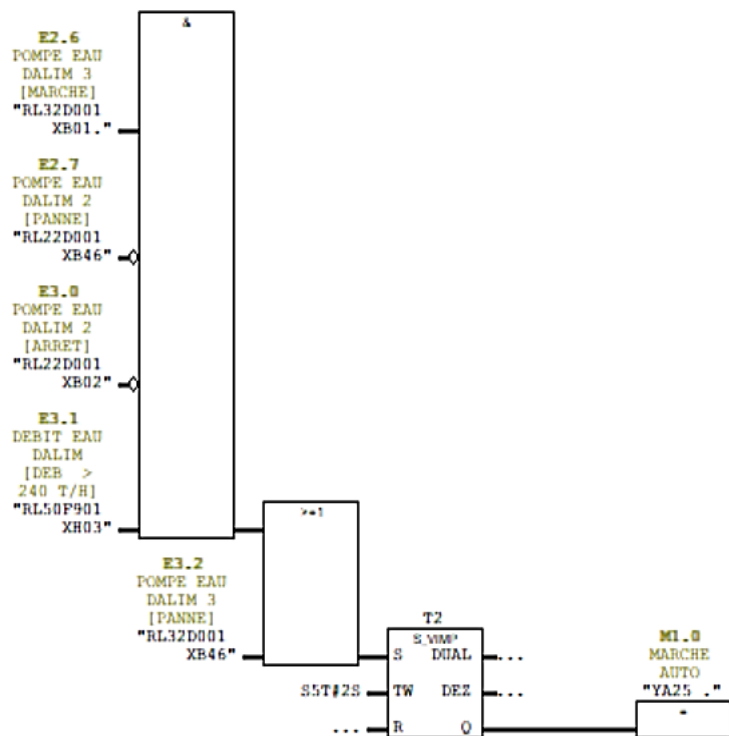 &
E2.6
POMPE EAU
DALIM 3
[MARCHE]
"RL32D001
XB01."
E2.7
POMPE EAU
DALIM 2
[PANNE]
"RL22D001
XB46"
E3.0
POMPE EAU
DALIM 2
[ARRET]
"RL22D001
XB02"
E3.1
DEBIT EAU
DALIM
[DEB >
240 T/H]
"RL50F901
XH03"
>=1
E3.2
POMPE EAU
DALIM 3
[PANNE]
"RL32D001
XB46"
T2
S_VIMP
S DUAL ...
S5T#2S TW DEZ ...
... R Q
M1.0
MARCHE
AUTO
"YA25 ."
=